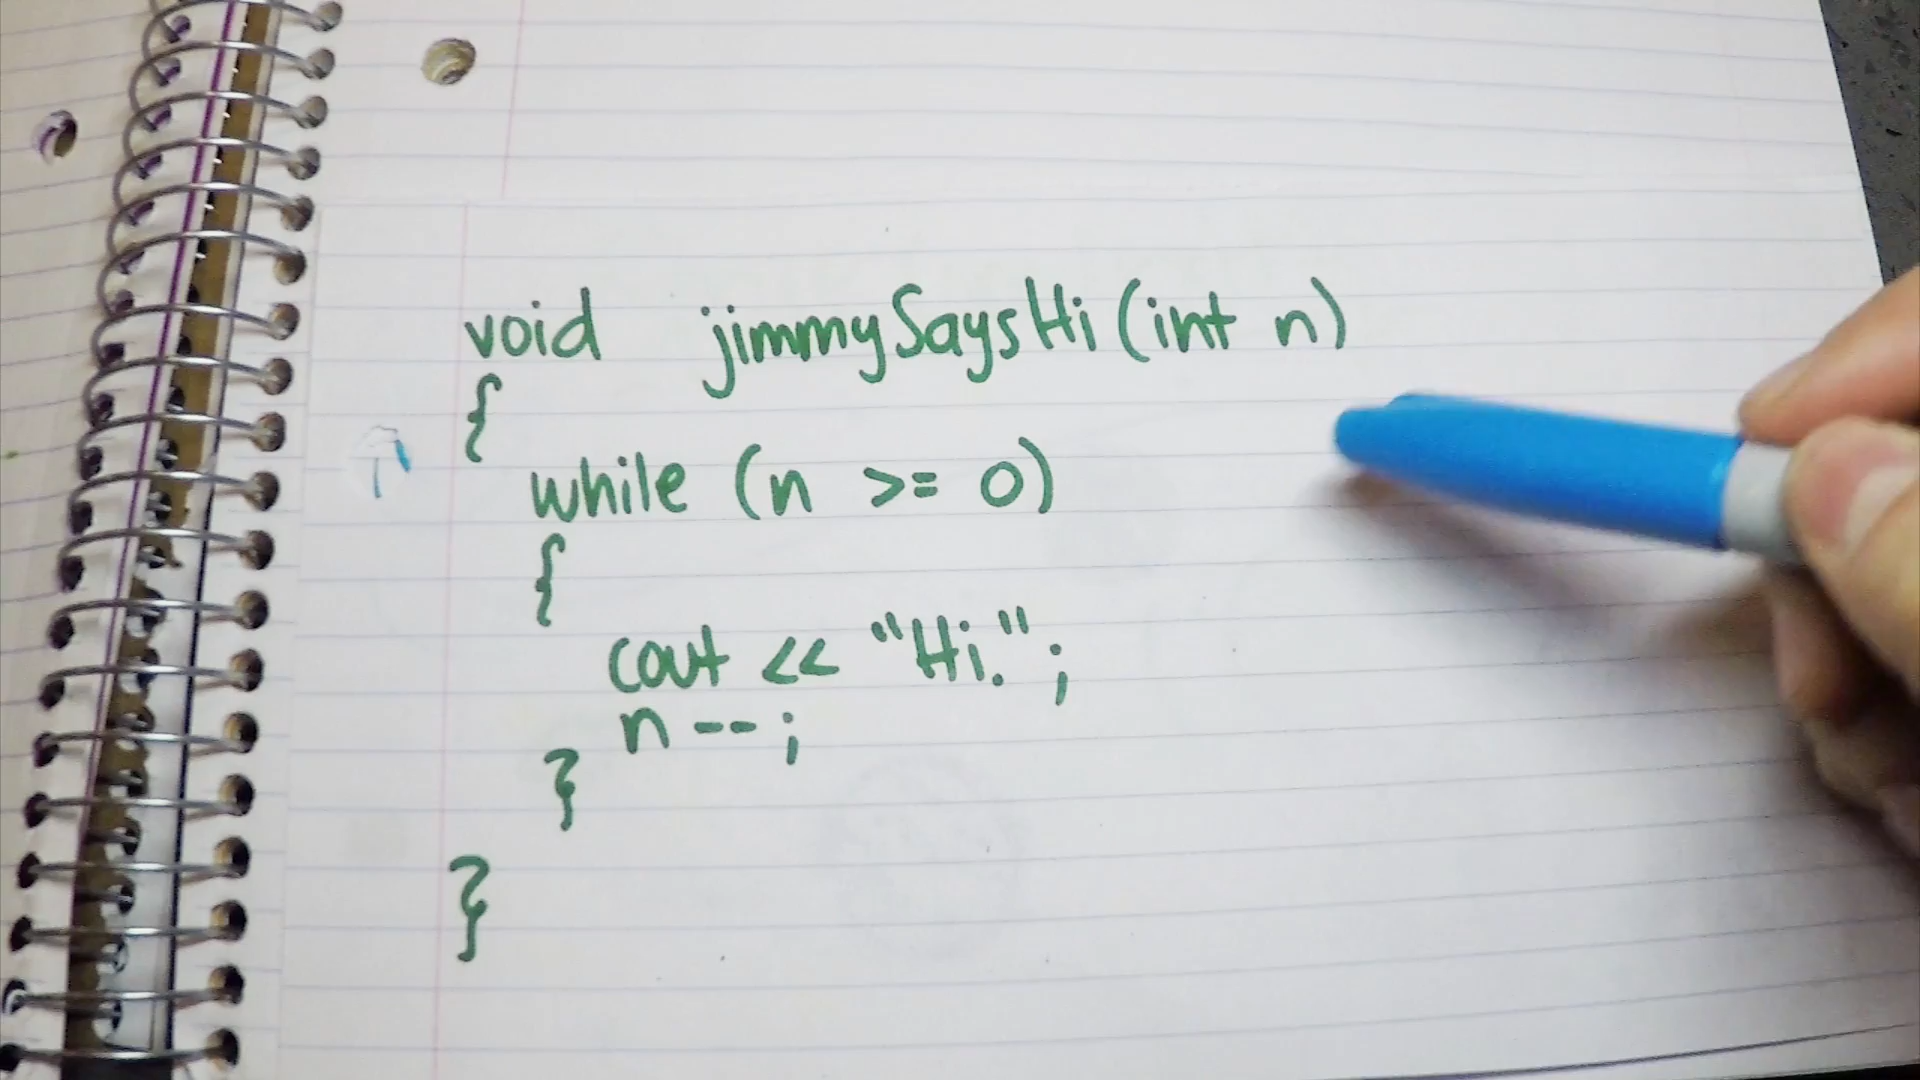 void jimmySaysHi (int n)
{
while (n >= 0)
{
cout << "Hi.";
n--;
}
}